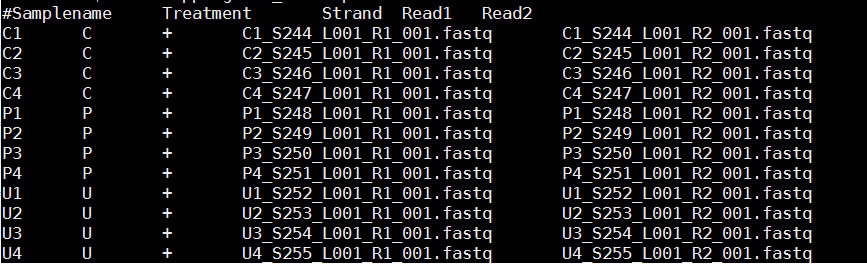 #Samplename Treatment Strand Read1 Read2
C1 C + C1_S244_L001_R1_001.fastq C1_S244_L001_R2_001.fastq
C2 C + C2_S245_L001_R1_001.fastq C2_S245_L001_R2_001.fastq
C3 C + C3_S246_L001_R1_001.fastq C3_S246_L001_R2_001.fastq
C4 C + C4_S247_L001_R1_001.fastq C4_S247_L001_R2_001.fastq
P1 P + P1_S248_L001_R1_001.fastq P1_S248_L001_R2_001.fastq
P2 P + P2_S249_L001_R1_001.fastq P2_S249_L001_R2_001.fastq
P3 P + P3_S250_L001_R1_001.fastq P3_S250_L001_R2_001.fastq
P4 P + P4_S251_L001_R1_001.fastq P4_S251_L001_R2_001.fastq
U1 U + U1_S252_L001_R1_001.fastq U1_S252_L001_R2_001.fastq
U2 U + U2_S253_L001_R1_001.fastq U2_S253_L001_R2_001.fastq
U3 U + U3_S254_L001_R1_001.fastq U3_S254_L001_R2_001.fastq
U4 U + U4_S255_L001_R1_001.fastq U4_S255_L001_R2_001.fastq